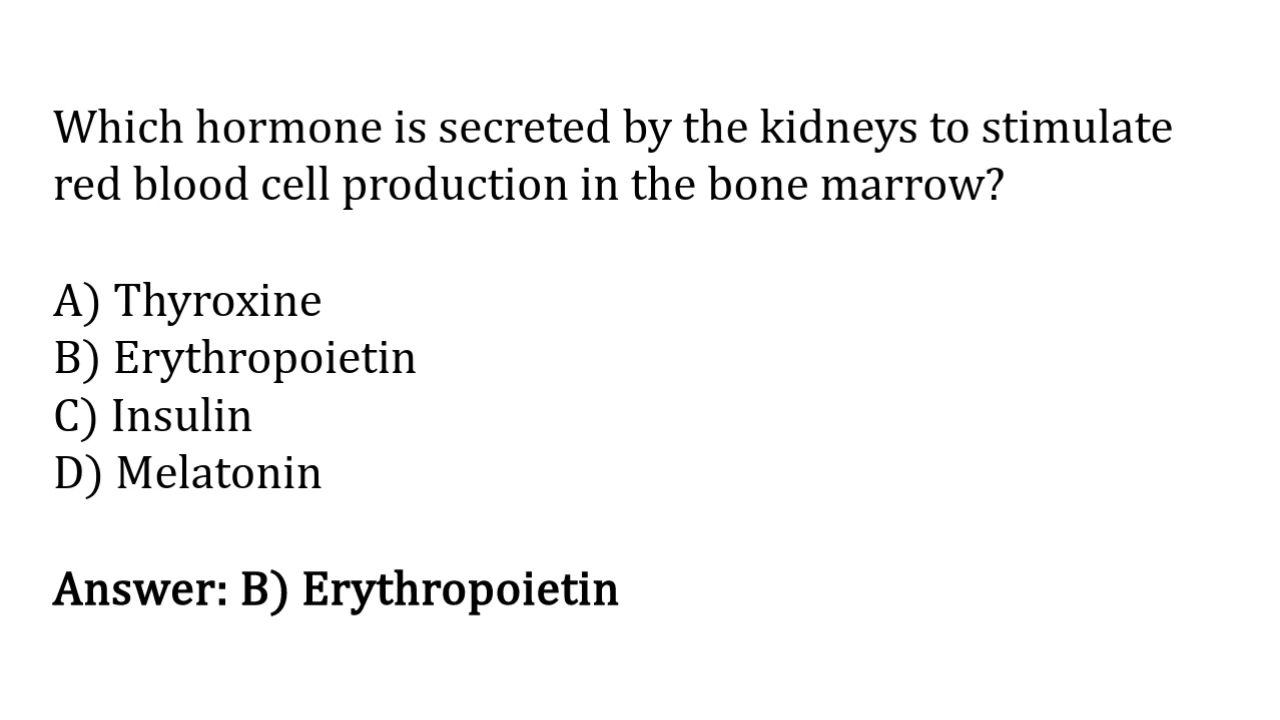 Which hormone is secreted by the kidneys to stimulate
red blood cell production in the bone marrow?
A) Thyroxine
B) Erythropoietin
C) Insulin
D) Melatonin
Answer: B) Erythropoietin